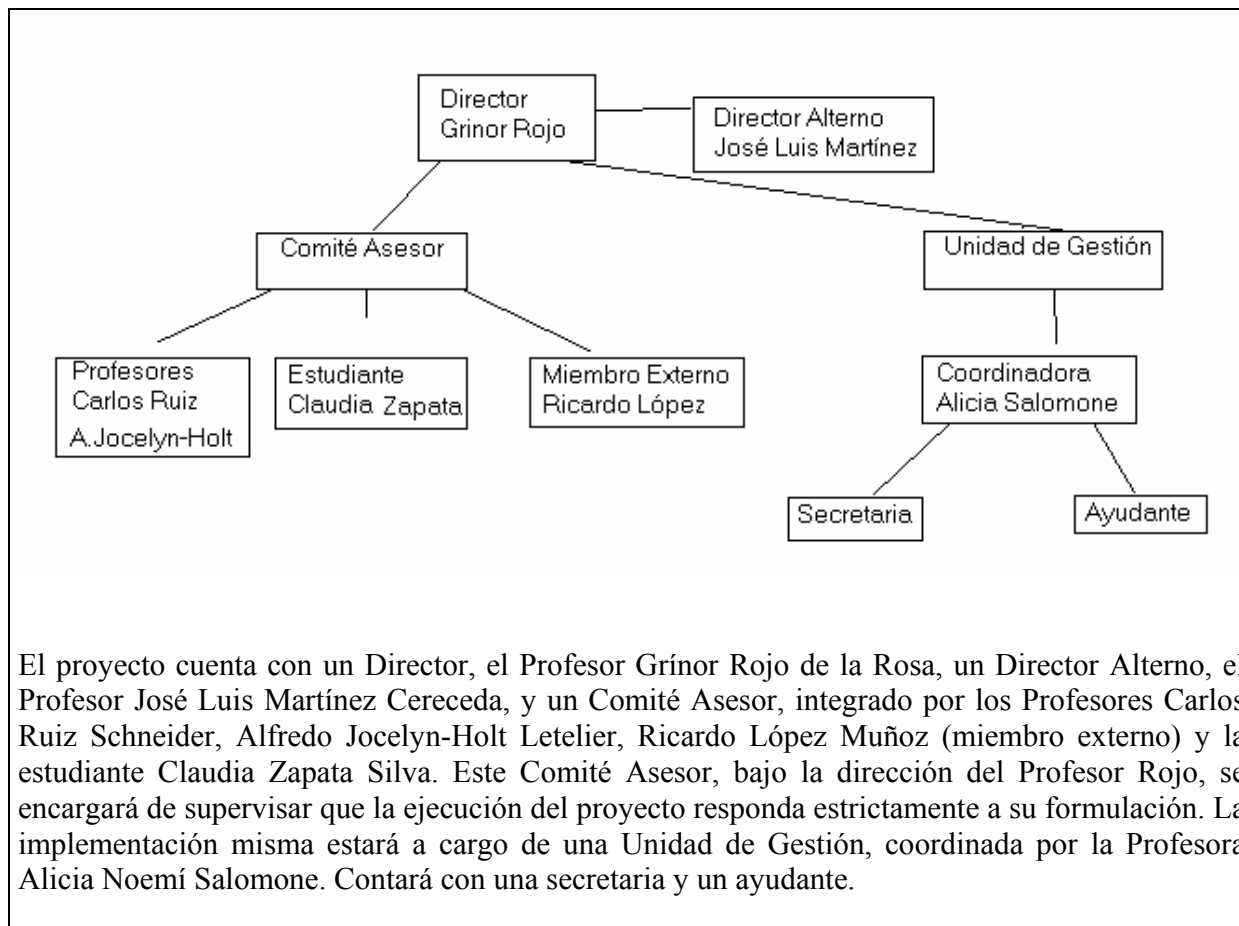 Director
Grinor Rojo
Director Alterno
José Luis Martínez
Comité Asesor
Unidad de Gestión
Profesores
Carlos Ruiz
A.Jocelyn-Holt
Estudiante
Claudia Zapata
Miembro Externo
Ricardo López
Coordinadora
Alicia Salomone
Secretaria
Ayudante
El proyecto cuenta con un Director, el Profesor Grínor Rojo de la Rosa, un Director Alterno, el
Profesor José Luis Martínez Cereceda, y un Comité Asesor, integrado por los Profesores Carlos
Ruiz Schneider, Alfredo Jocelyn-Holt Letelier, Ricardo López Muñoz (miembro externo) y la
estudiante Claudia Zapata Silva. Este Comité Asesor, bajo la dirección del Profesor Rojo, se
encargará de supervisar que la ejecución del proyecto responda estrictamente a su formulación. La
implementación misma estará a cargo de una Unidad de Gestión, coordinada por la Profesora
Alicia Noemí Salomone. Contará con una secretaria y un ayudante.